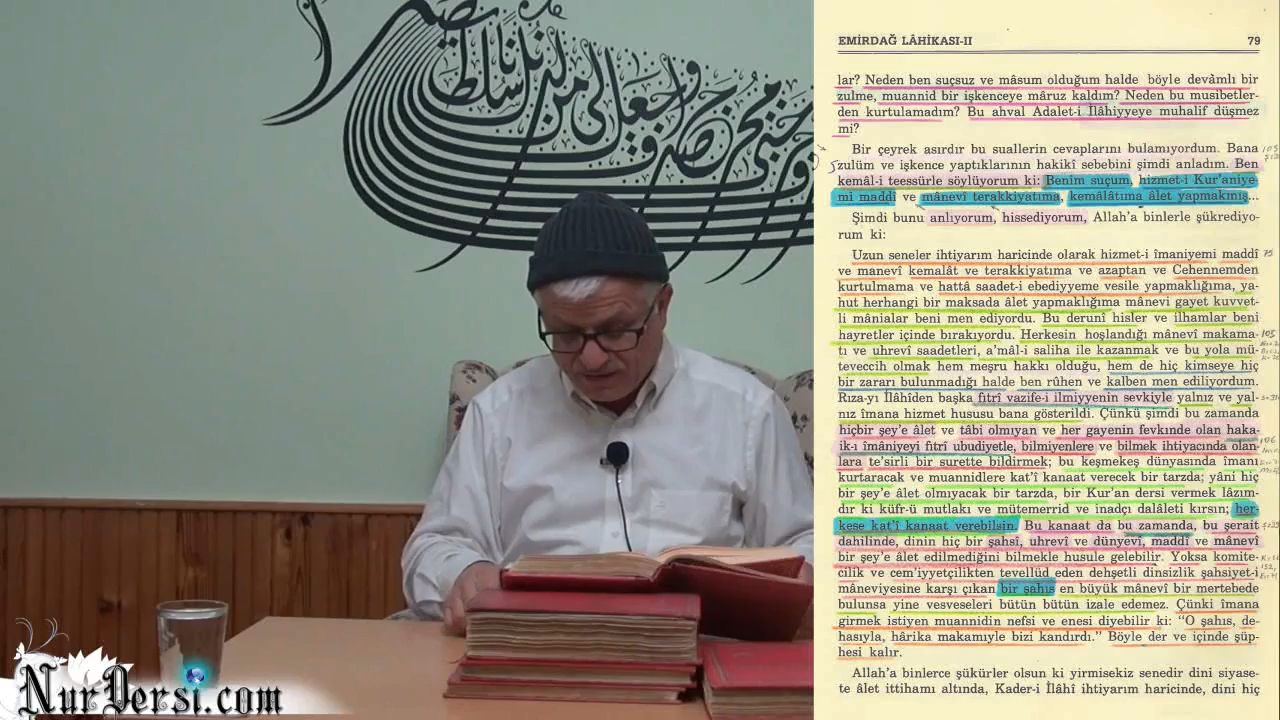 EMİRDAĞ LÂHİKASI-II 79
lar? Neden ben suçsuz ve mâsum olduğum halde böyle devâmlı bir
zulme, muannid bir işkenceye mâruz kaldım? Neden bu musibetler-
den kurtulamadım? Bu ahval Adalet-i İlâhiyyeye muhalif düşmez
mi?
Bir çeyrek asırdır bu suallerin cevaplarını bulamıyordum. Bana
zulüm ve işkence yaptıklarının hakikî sebebini şimdi anladım. Ben
kemâl-i teessürle söylüyorum ki: Benim suçum, hizmet-i Kur'aniye
mi maddî ve mânevî terakkiyatıma, kemâlâtıma âlet yapmakmış...
Şimdi bunu anlıyorum, hissediyorum, Allah'a binlerle şükrediyo-
rum ki:
Uzun seneler ihtiyarım haricinde olarak hizmet-i îmaniyemi maddî
ve manevî kemalât ve terakkiyatıma ve azaptan ve Cehennemden
kurtulmama ve hattâ saadet-i ebediyyeme vesile yapmaklığıma, ya-
hut herhangi bir maksada âlet yapmaklığıma mânevi gayet kuvvet-
li mânialar beni men ediyordu. Bu derunî hisler ve ilhamlar beni
hayretler içinde bırakıyordu. Herkesin hoşlandığı mânevî makama-
tı ve uhrevî saadetleri, a'mâl-i saliha ile kazanmak ve bu yola mü-
teveccih olmak hem meşru hakkı olduğu, hem de hiç kimseye hiç
bir zararı bulunmadığı halde ben rûhen ve kalben men ediliyordum.
Rıza-yı İlâhîden başka fıtrî vazife-i ilmiyyenin sevkiyle yalnız ve yal-
nız îmana hizmet hususu bana gösterildi. Çünkü şimdi bu zamanda
hiçbir şey'e âlet ve tâbi olmıyan ve her gayenin fevkınde olan haka-
ik-ı îmâniyeyi fıtrî ubudiyetle, bilmiyenlere ve bilmek ihtiyacında olan-
lara te'sirli bir surette bildirmek; bu keşmekeş dünyasında îmanı
kurtaracak ve muannidlere kat'î kanaat verecek bir tarzda; yâni hiç
bir şey'e âlet olmıyacak bir tarzda, bir Kur'an dersi vermek lâzım-
dır ki küfr-ü mutlakı ve mütemerrid ve inadçı dalâleti kırsın; her-
kese kat'î kanaat verebilsin. Bu kanaat da bu zamanda, bu şerait
dahilinde, dinin hiç bir şahsî, uhrevî ve dünyevî, maddî ve mânevî
bir şey'e âlet edilmediğini bilmekle husule gelebilir. Yoksa komite-
cilik ve cem'iyyetçilikten tevellüd eden dehşetli dinsizlik şahsiyet-i
mâneviyesine karşı çıkan bir şahıs en büyük mânevî bir mertebede
bulunsa yine vesveseleri bütün bütün izale edemez. Çünki îmana
girmek istiyen muannidin nefsi ve enesi diyebilir ki: "O şahıs, de-
hasıyla, hârika makamıyle bizi kandırdı." Böyle der ve içinde şüp-
hesi kalır.
Allah'a binlerce şükürler olsun ki yirmisekiz senedir dini siyase-
te âlet ittihamı altında, Kader-i İlâhî ihtiyarım haricinde, dini hiç
NurDersi.com